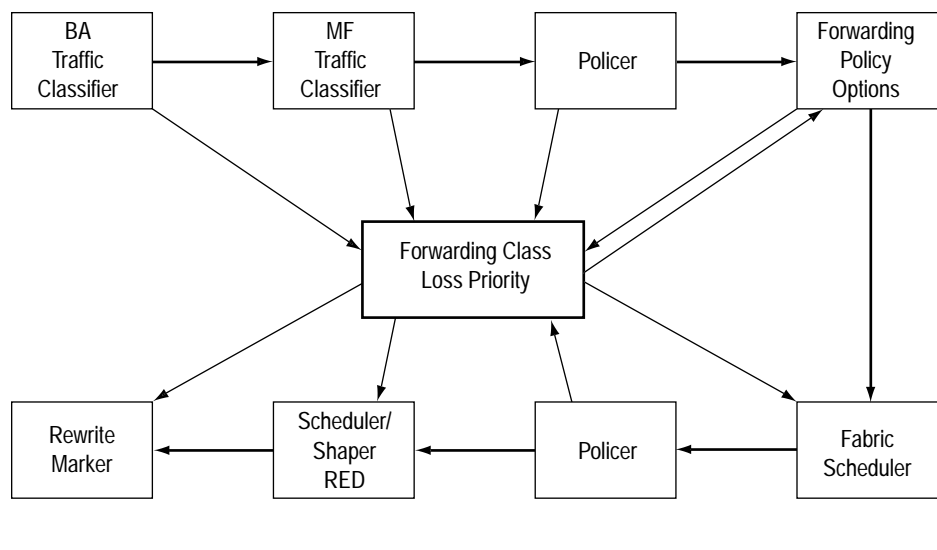 BA
Traffic
Classifier
MF
Traffic
Classifier
Policer
Forwarding
Policy
Options
Forwarding Class
Loss Priority
Rewrite
Marker
Scheduler/
Shaper
RED
Policer
Fabric
Scheduler